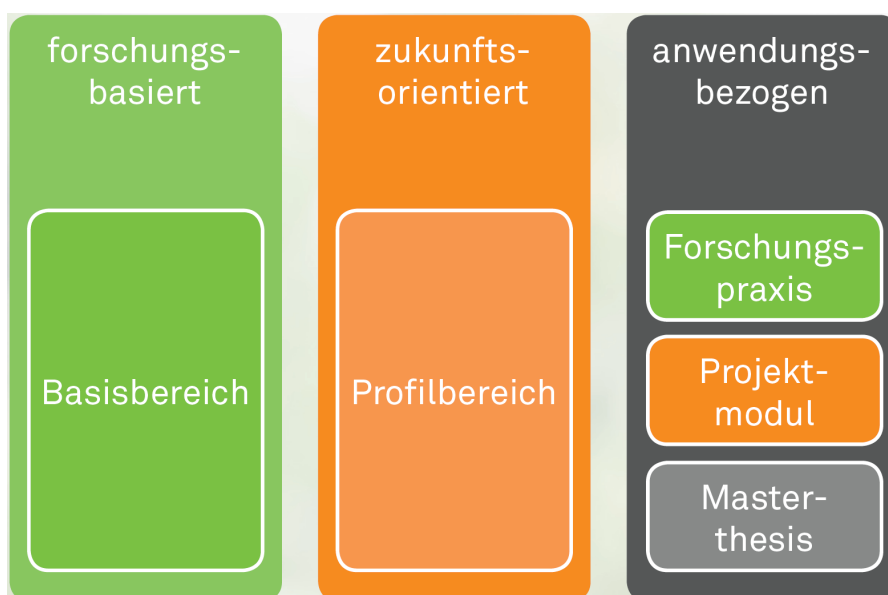 forschungs-
basiert
Basisbereich
zukunfts-
orientiert
Profilbereich
anwendungs-
bezogen
Forschungs-
praxis
Projekt-
modul
Master-
thesis